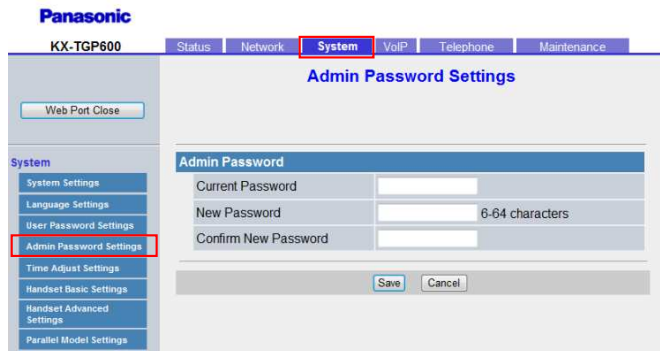 Panasonic
KX-TGP600
Status Network System VoIP Telephone Maintenance
Admin Password Settings
Web Port Close
System
System Settings
Language Settings
User Password Settings
Admin Password Settings
Time Adjust Settings
Handset Basic Settings
Handset Advanced
Settings
Parallel Model Settings
Admin Password
Current Password
New Password 6-64 characters
Confirm New Password
Save Cancel